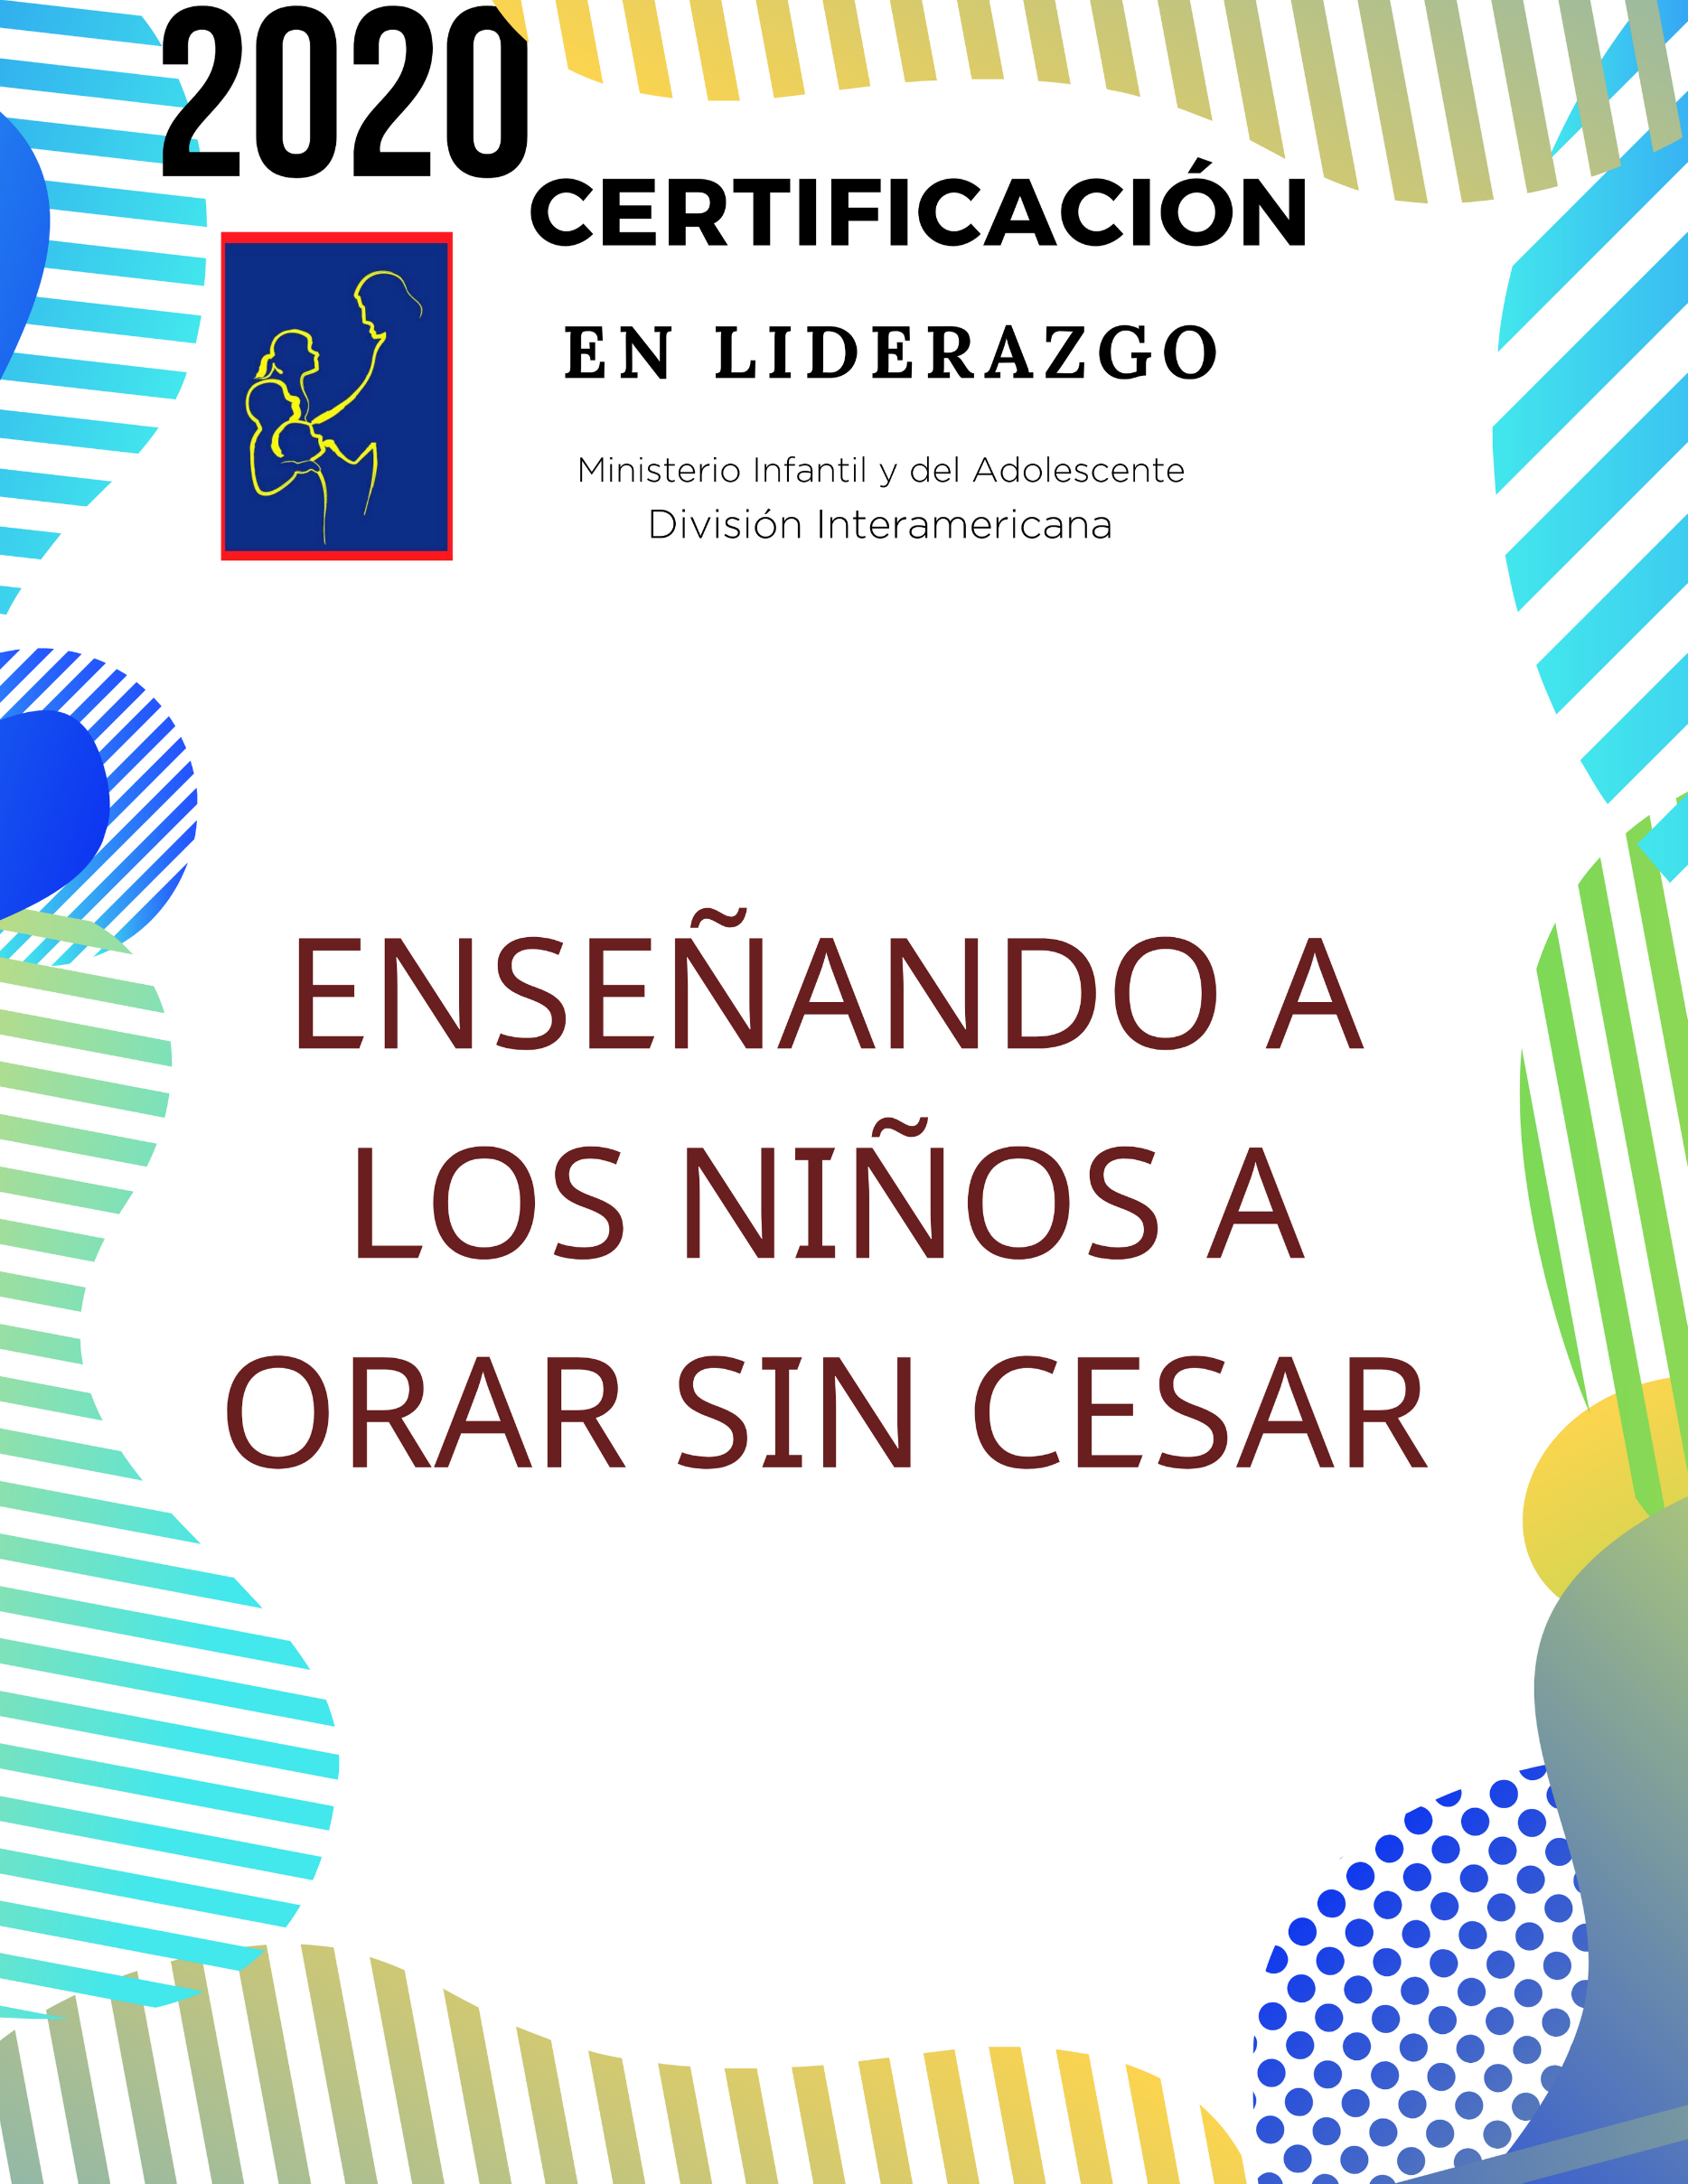 2020
CERTIFICACIÓN
EN LIDERAZGO
Ministerio Infantil y del Adolescente
División Interamericana
ENSEÑANDO A
LOS NIÑOS A
ORAR SIN CESAR